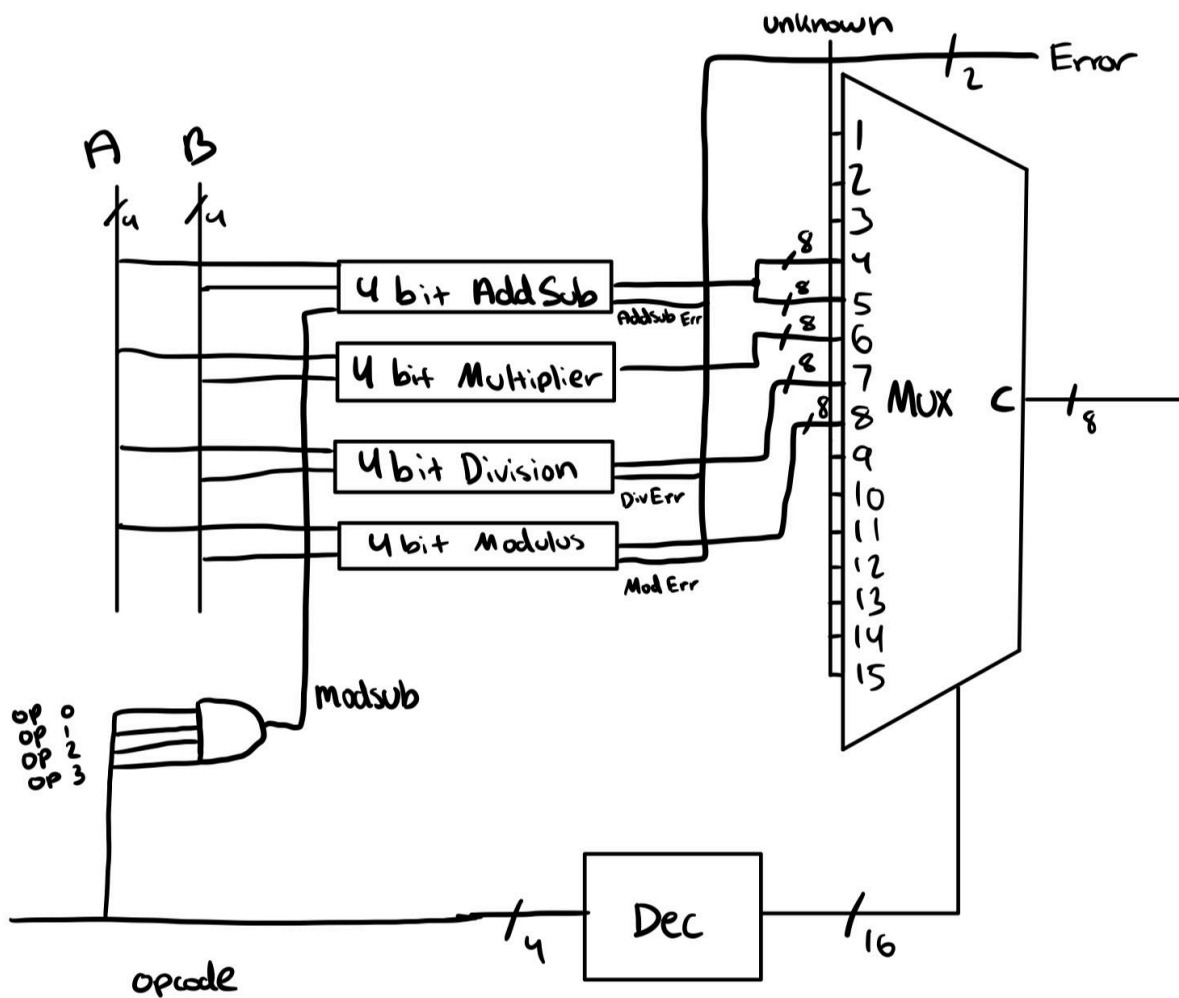 unknown
2
Error
A B
4 4
1
2
3
8
4
4 bit AddSub
8
5
AddSub Err
8
6
4 bit Multiplier
8
7
Mux C
8
8
8
9
4 bit Division
10
DivErr
11
4 bit Modulus
12
Mod Err
13
14
15
modsub
op 0
op 1
op 2
op 3
Dec
4
16
opcode